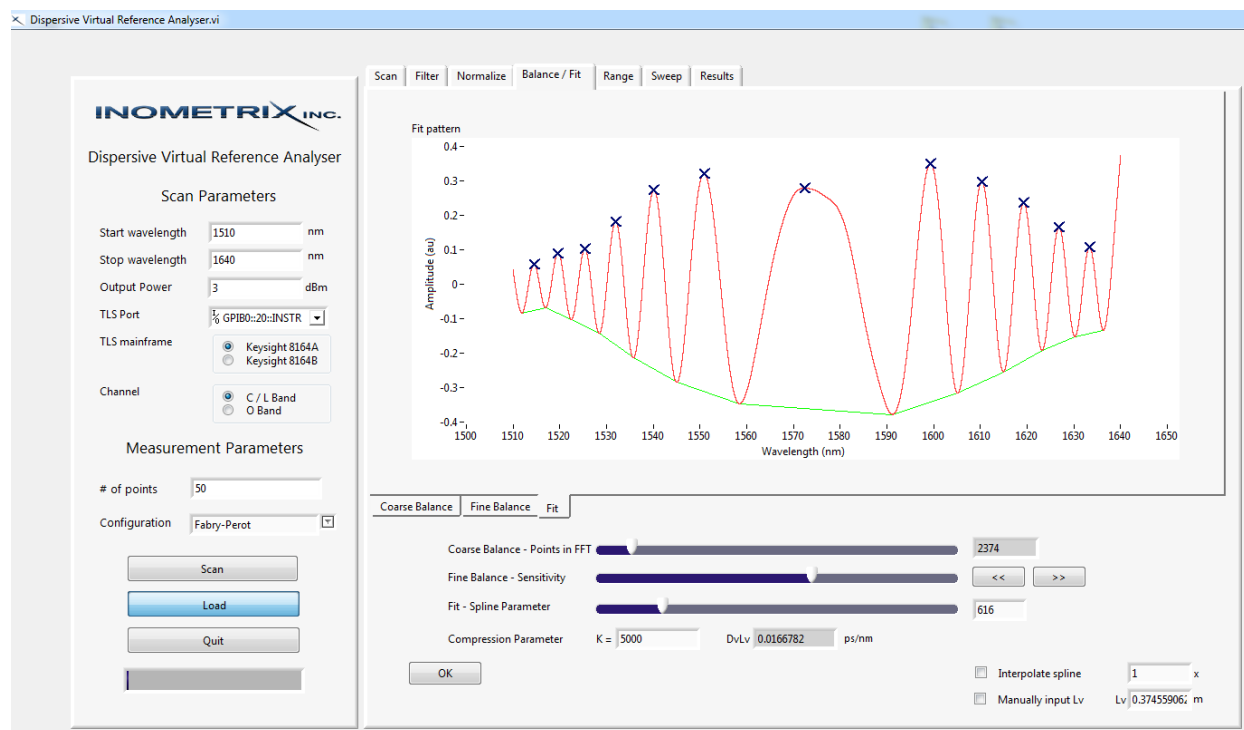 Dispersive Virtual Reference Analyser.vi
INOMETRIX INC.
Dispersive Virtual Reference Analyser
Scan Parameters
Start wavelength 1510 nm
Stop wavelength 1640 nm
Output Power 3 dBm
TLS Port GPIB0::20::INSTR
TLS mainframe Keysight 8164A
Keysight 8164B
Channel C / L Band
O Band
Measurement Parameters
# of points 50
Configuration Fabry-Perot
Scan
Load
Quit
Scan Filter Normalize Balance / Fit Range Sweep Results
Fit pattern
Amplitude (au)
0.4-
0.3-
0.2-
0.1-
0-
-0.1-
-0.2-
-0.3-
-0.4-
1500 1510 1520 1530 1540 1550 1560 1570 1580 1590 1600 1610 1620 1630 1640 1650
Wavelength (nm)
Coarse Balance Fine Balance Fit
Coarse Balance - Points in FFT 2374
Fine Balance - Sensitivity << >>
Fit - Spline Parameter 616
Compression Parameter K = 5000 DvLv 0.0166782 ps/nm
OK
Interpolate spline 1 x
Manually input Lv Lv 0.374559062 m